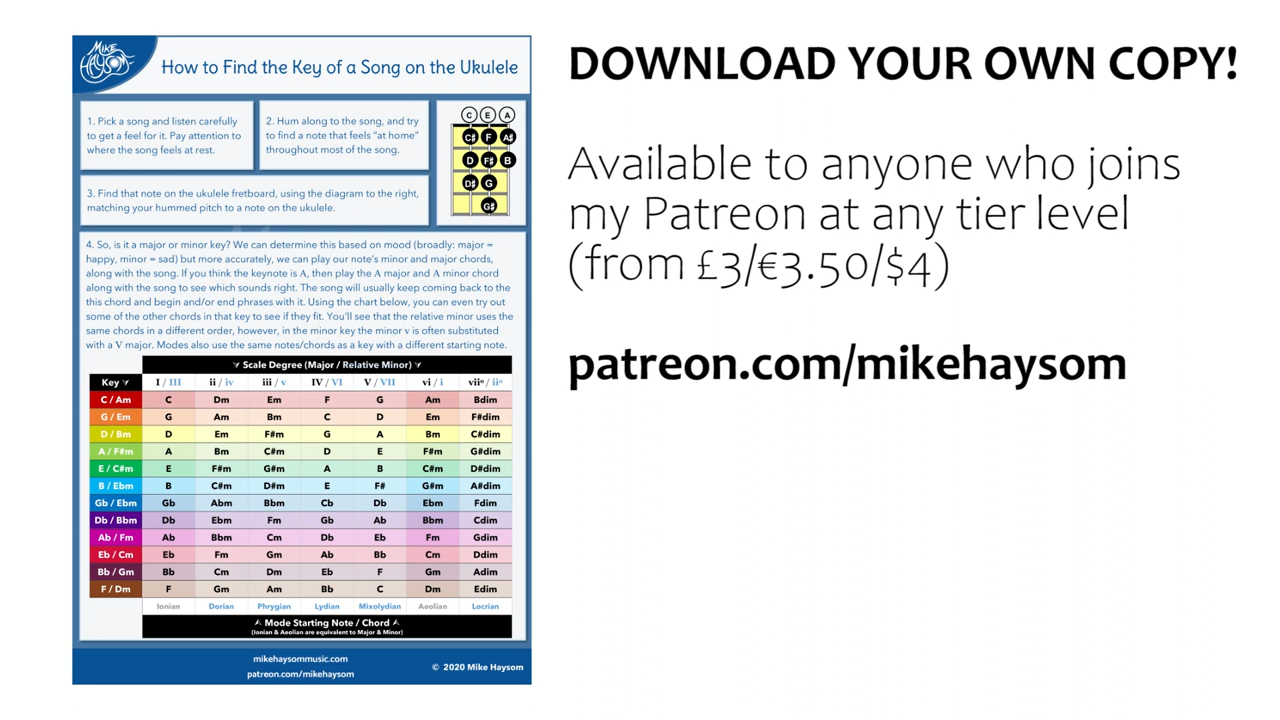 MIKE
HAYSOM
How to Find the Key of a Song on the Ukulele
1. Pick a song and listen carefully
to get a feel for it. Pay attention to
where the song feels at rest.
2. Hum along to the song, and try
to find a note that feels "at home"
throughout most of the song.
3. Find that note on the ukulele fretboard, using the diagram to the right,
matching your hummed pitch to a note on the ukulele.
C E A
C# F A#
D F# B
D# G
G#
4. So, is it a major or minor key? We can determine this based on mood (broadly: major =
happy, minor = sad) but more accurately, we can play our note's minor and major chords,
along with the song. If you think the keynote is A, then play the A major and A minor chord
along with the song to see which sounds right. The song will usually keep coming back to the
this chord and begin and/or end phrases with it. Using the chart below, you can even try out
some of the other chords in that key to see if they fit. You'll see that the relative minor uses the
same chords in a different order, however, in the minor key the minor v is often substituted
with a V major. Modes also use the same notes/chords as a key with a different starting note.
⋎ Scale Degree (Major / Relative Minor) ⋎
Key ⋎ I / III ii / iv iii / v IV / VI V / VII vi / i viiº / iiº
C / Am C Dm Em F G Am Bdim
G / Em G Am Bm C D Em F#dim
D / Bm D Em F#m G A Bm C#dim
A / F#m A Bm C#m D E F#m G#dim
E / C#m E F#m G#m A B C#m D#dim
B / Ebm B C#m D#m E F# G#m A#dim
Gb / Ebm Gb Abm Bbm Cb Db Ebm Fdim
Db / Bbm Db Ebm Fm Gb Ab Bbm Cdim
Ab / Fm Ab Bbm Cm Db Eb Fm Gdim
Eb / Cm Eb Fm Gm Ab Bb Cm Ddim
Bb / Gm Bb Cm Dm Eb F Gm Adim
F / Dm F Gm Am Bb C Dm Edim
Ionian Dorian Phrygian Lydian Mixolydian Aeolian Locrian
⋏ Mode Starting Note / Chord ⋏
(Ionian & Aeolian are equivalent to Major & Minor)
mikehaysommusic.com
patreon.com/mikehaysom
© 2020 Mike Haysom
DOWNLOAD YOUR OWN COPY!
Available to anyone who joins
my Patreon at any tier level
(from £3/€3.50/$4)
patreon.com/mikehaysom